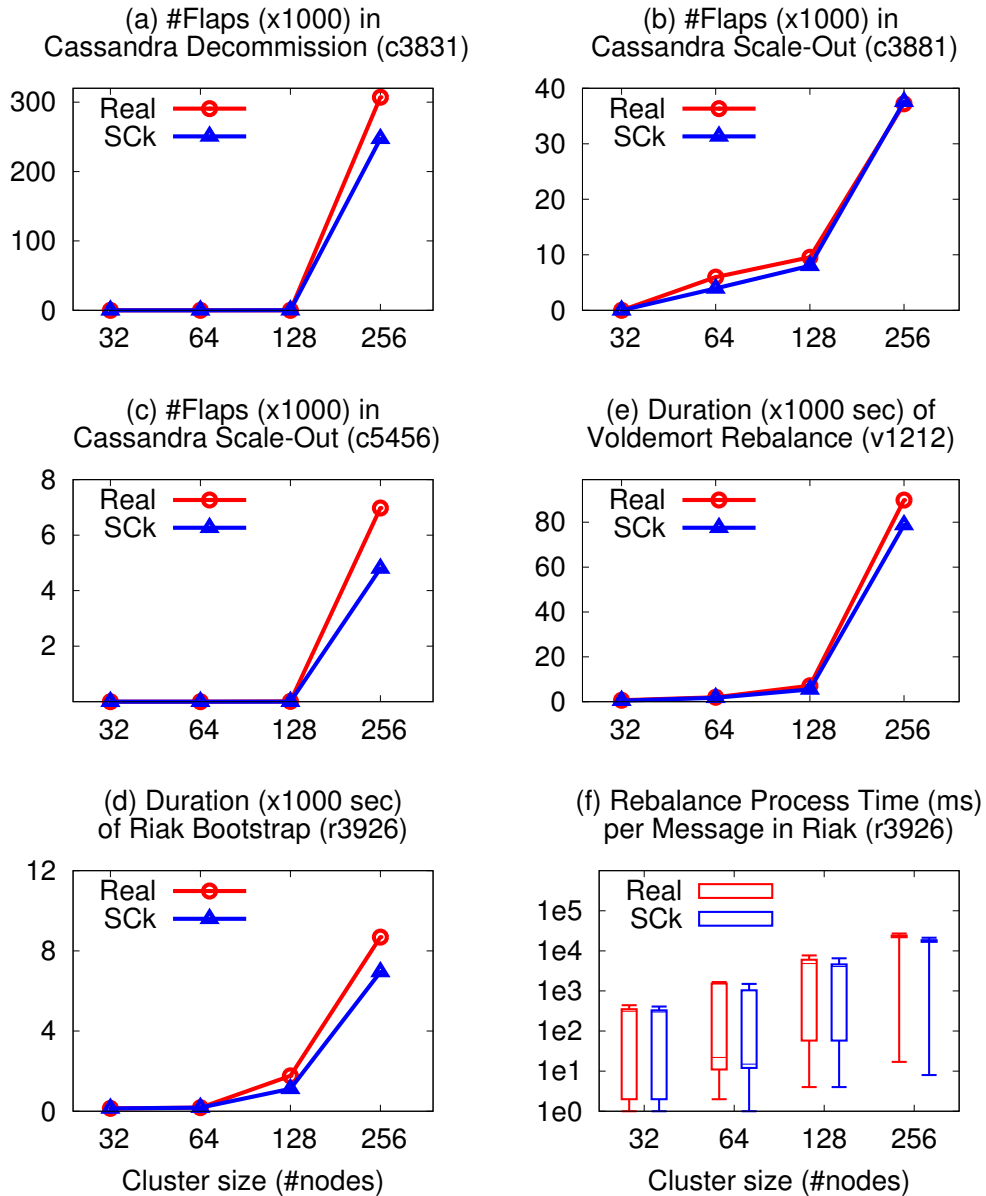 (a) #Flaps (x1000) in
Cassandra Decommission (c3831)
300
200
100
0
Real
SCk
32 64 128 256
(b) #Flaps (x1000) in
Cassandra Scale-Out (c3881)
40
30
20
10
0
Real
SCk
32 64 128 256
(c) #Flaps (x1000) in
Cassandra Scale-Out (c5456)
8
6
4
2
Real
SCk
32 64 128 256
(e) Duration (x1000 sec) of
Voldemort Rebalance (v1212)
80
60
40
20
0
Real
SCk
32 64 128 256
(d) Duration (x1000 sec)
of Riak Bootstrap (r3926)
12
8
4
0
Real
SCk
32 64 128 256
Cluster size (#nodes)
(f) Rebalance Process Time (ms)
per Message in Riak (r3926)
1e5
1e4
1e3
1e2
1e1
1e0
Real
SCk
32 64 128 256
Cluster size (#nodes)